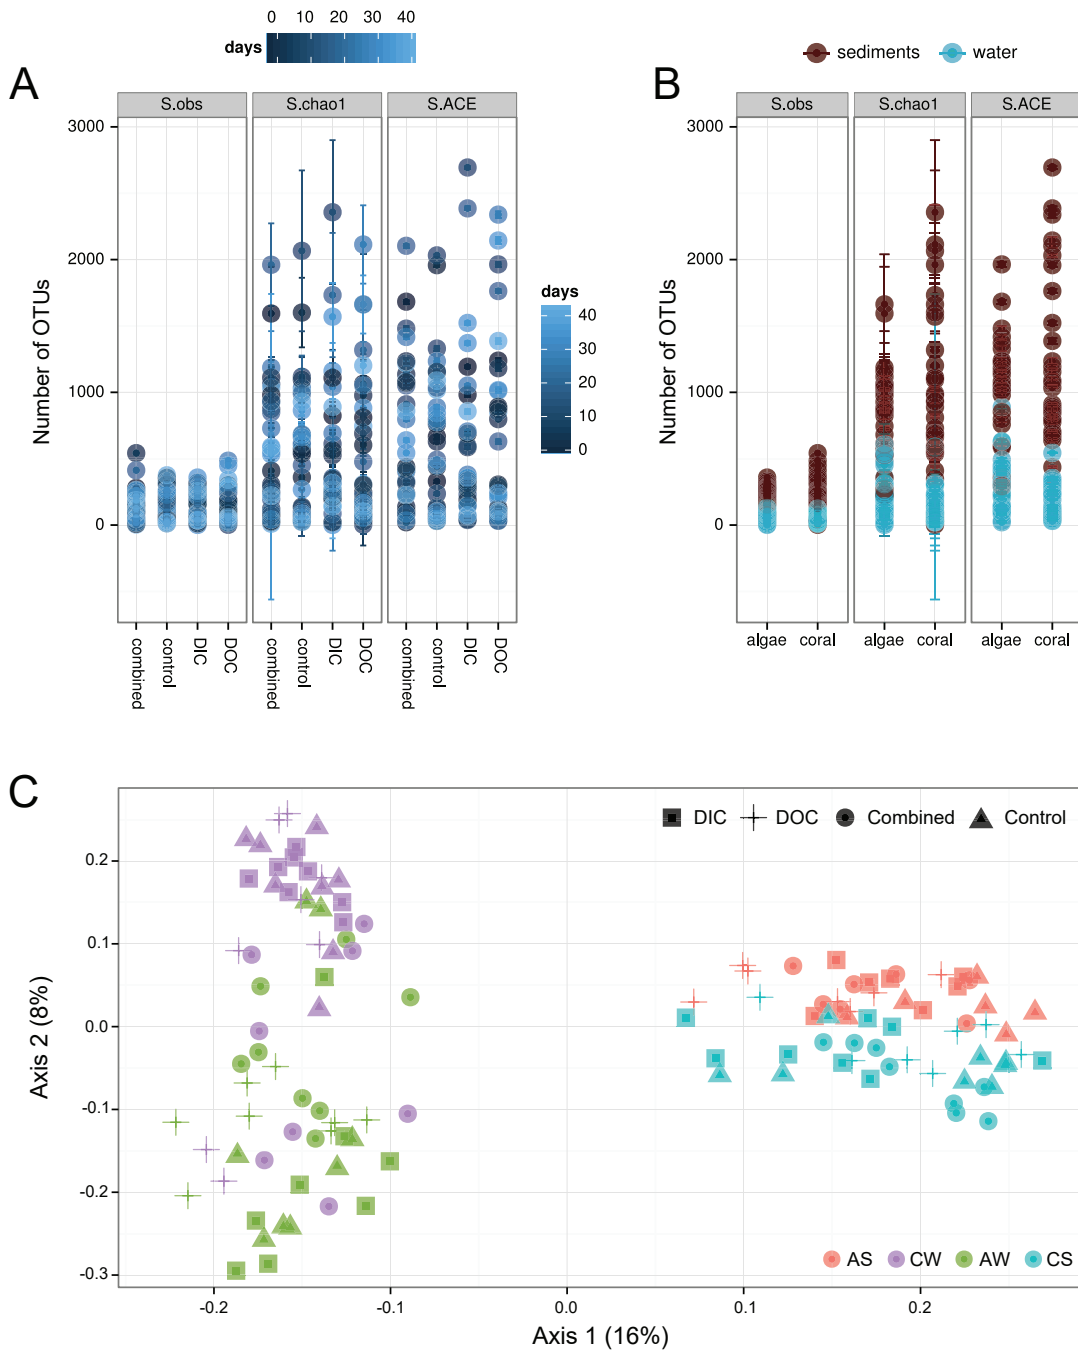 0 10 20 30 40
days
sediments water
A
B
S.obs S.chao1 S.ACE
S.obs S.chao1 S.ACE
3000
2000
1000
0
Number of OTUs
days
40
30
20
10
0
3000
2000
1000
0
Number of OTUs
combined control DIC DOC combined control DIC DOC combined control DIC DOC
algae coral algae coral algae coral
C
DIC DOC Combined Control
0.2
0.1
0.0
-0.1
-0.2
-0.3
Axis 2 (8%)
AS CW AW CS
-0.2 -0.1 0.0 0.1 0.2
Axis 1 (16%)